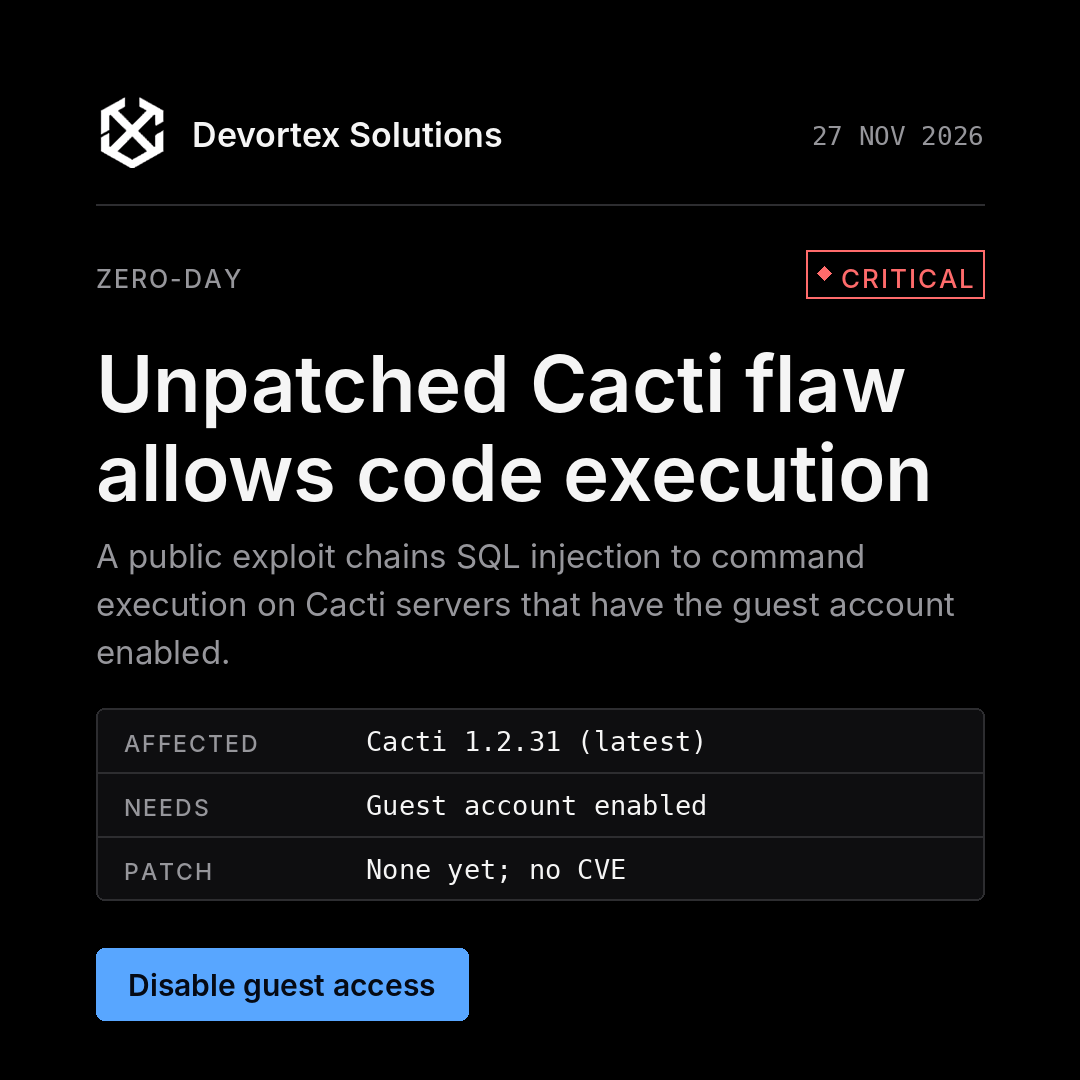 Devortex Solutions
27 NOV 2026
ZERO-DAY
CRITICAL
Unpatched Cacti flaw
allows code execution
A public exploit chains SQL injection to command
execution on Cacti servers that have the guest account
enabled.
AFFECTED Cacti 1.2.31 (latest)
NEEDS Guest account enabled
PATCH None yet; no CVE
Disable guest access